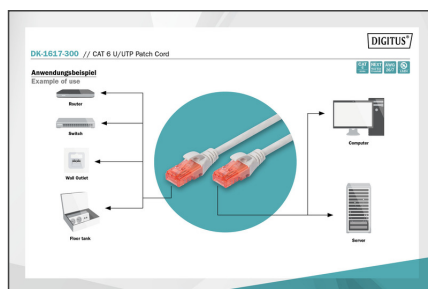 DIGITUS®
DK-1617-300 // CAT 6 U/UTP Patch Cord
Anwendungsbeispiel
Example of use
Router
Switch
Wall Outlet
Floor tank
Computer
Server